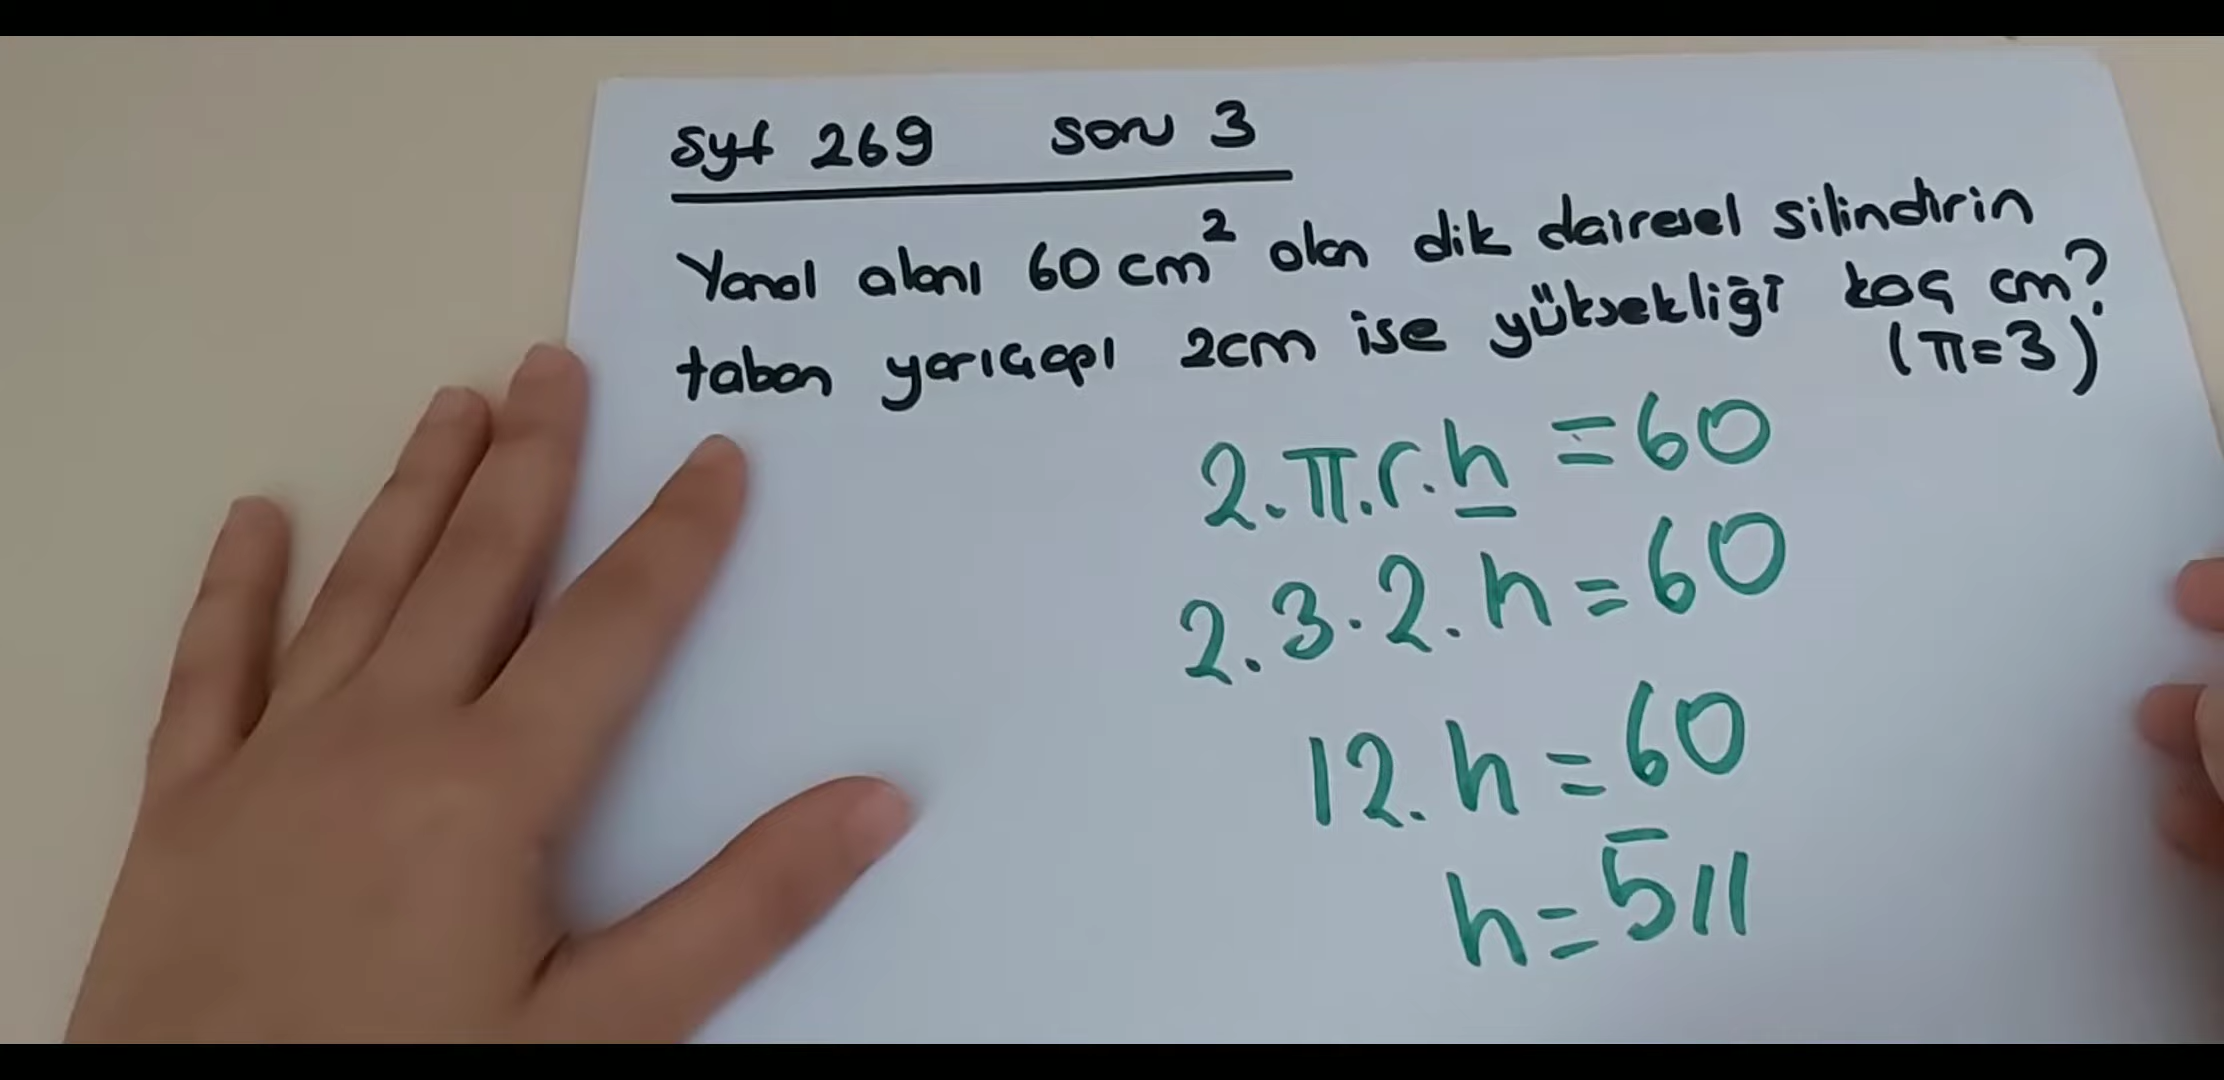 syf 269 soru 3
Yanal alanı 60 cm² olan dik dairesel silindirin
taban yarıçapı 2cm ise yüksekliği kaç cm?
(π=3)
2.π.r.h = 60
2.3.2.h = 60
12.h = 60
h = 5//